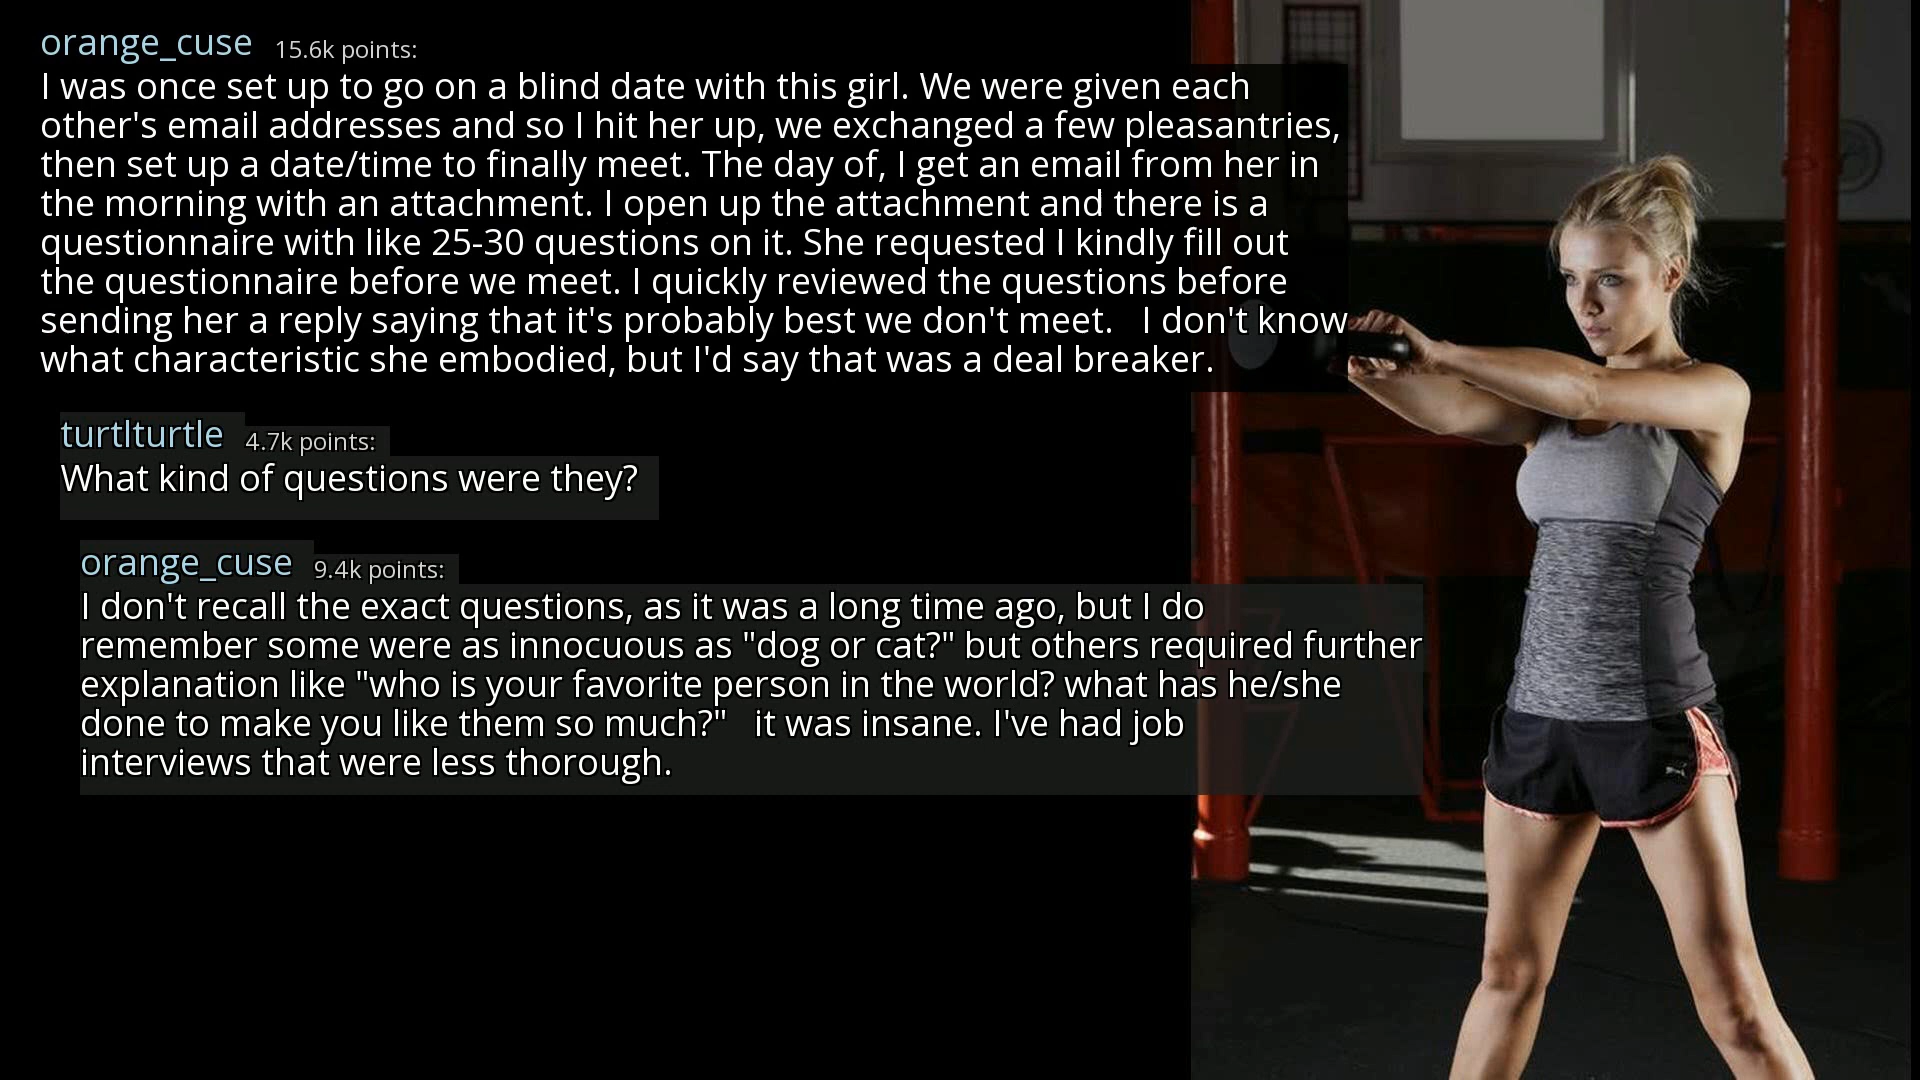 orange_cuse 15.6k points:
I was once set up to go on a blind date with this girl. We were given each
other's email addresses and so I hit her up, we exchanged a few pleasantries,
then set up a date/time to finally meet. The day of, I get an email from her in
the morning with an attachment. I open up the attachment and there is a
questionnaire with like 25-30 questions on it. She requested I kindly fill out
the questionnaire before we meet. I quickly reviewed the questions before
sending her a reply saying that it's probably best we don't meet.   I don't know
what characteristic she embodied, but I'd say that was a deal breaker.
turtlturtle 4.7k points:
What kind of questions were they?
orange_cuse 9.4k points:
I don't recall the exact questions, as it was a long time ago, but I do
remember some were as innocuous as "dog or cat?" but others required further
explanation like "who is your favorite person in the world? what has he/she
done to make you like them so much?"   it was insane. I've had job
interviews that were less thorough.